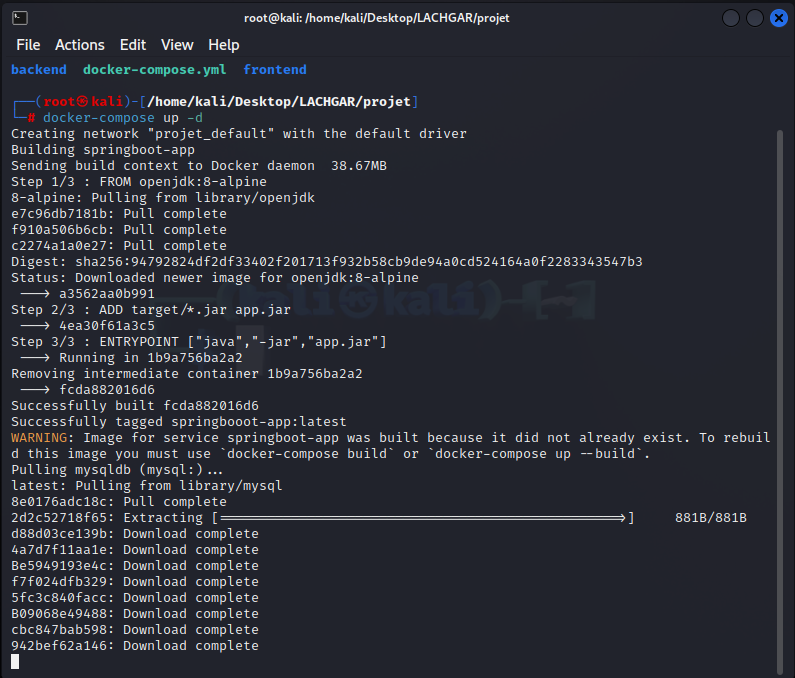 root@kali: /home/kali/Desktop/LACHGAR/projet
File Actions Edit View Help
backend docker-compose.yml frontend
┌──(root㉿kali)-[/home/kali/Desktop/LACHGAR/projet]
└─# docker-compose up -d
Creating network "projet_default" with the default driver
Building springboot-app
Sending build context to Docker daemon  38.67MB
Step 1/3 : FROM openjdk:8-alpine
8-alpine: Pulling from library/openjdk
e7c96db7181b: Pull complete
f910a506b6cb: Pull complete
c2274a1a0e27: Pull complete
Digest: sha256:94792824df2df33402f201713f932b58cb9de94a0cd524164a0f2283343547b3
Status: Downloaded newer image for openjdk:8-alpine
 ---> a3562aa0b991
Step 2/3 : ADD target/*.jar app.jar
 ---> 4ea30f61a3c5
Step 3/3 : ENTRYPOINT ["java","-jar","app.jar"]
 ---> Running in 1b9a756ba2a2
Removing intermediate container 1b9a756ba2a2
 ---> fcda882016d6
Successfully built fcda882016d6
Successfully tagged springbooot-app:latest
WARNING: Image for service springboot-app was built because it did not already exist. To rebuil
d this image you must use `docker-compose build` or `docker-compose up --build`.
Pulling mysqldb (mysql:)...
latest: Pulling from library/mysql
8e0176adc18c: Pull complete
2d2c52718f65: Extracting [==================================================>]     881B/881B
d88d03ce139b: Download complete
4a7d7f11aa1e: Download complete
Be5949193e4c: Download complete
f7f024dfb329: Download complete
5fc3c840facc: Download complete
B09068e49488: Download complete
cbc847bab598: Download complete
942bef62a146: Download complete